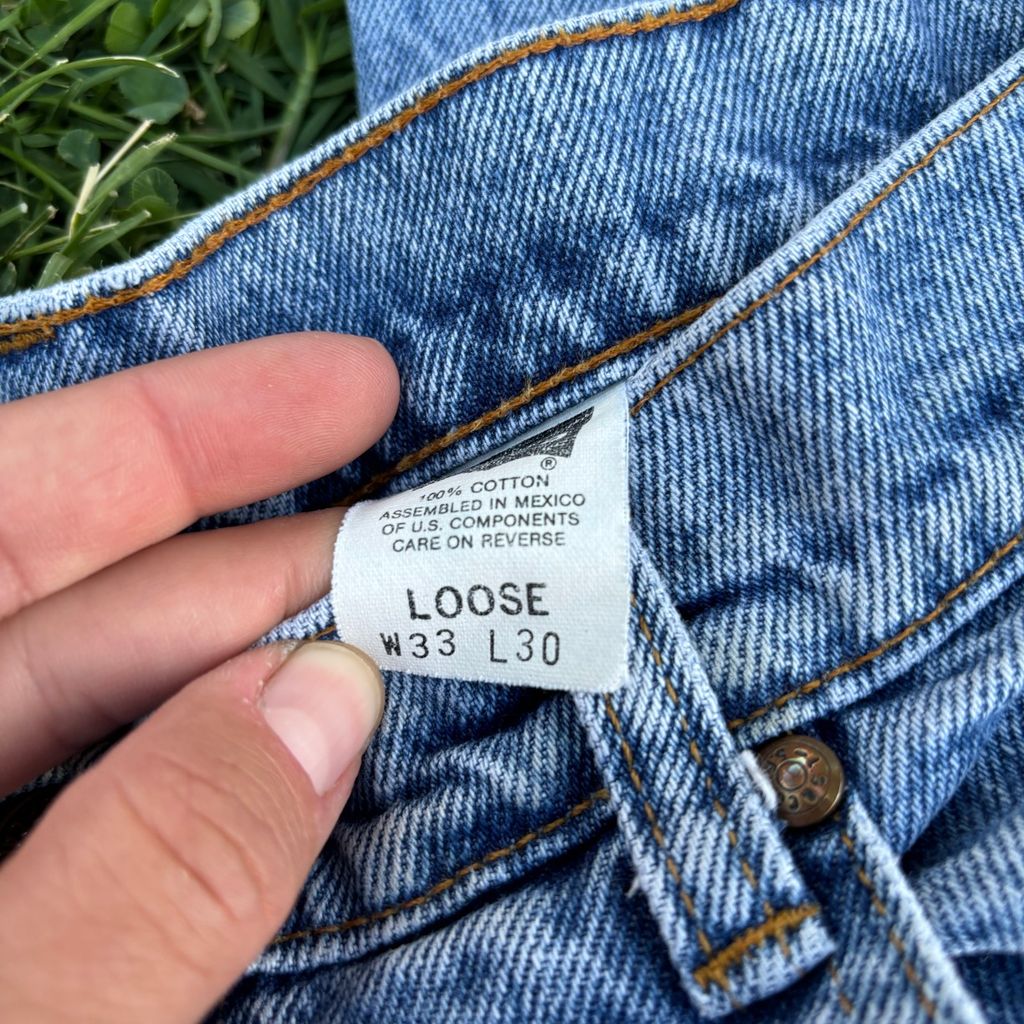 ®
100% COTTON
ASSEMBLED IN MEXICO
OF U.S. COMPONENTS
CARE ON REVERSE
LOOSE
W33 L30